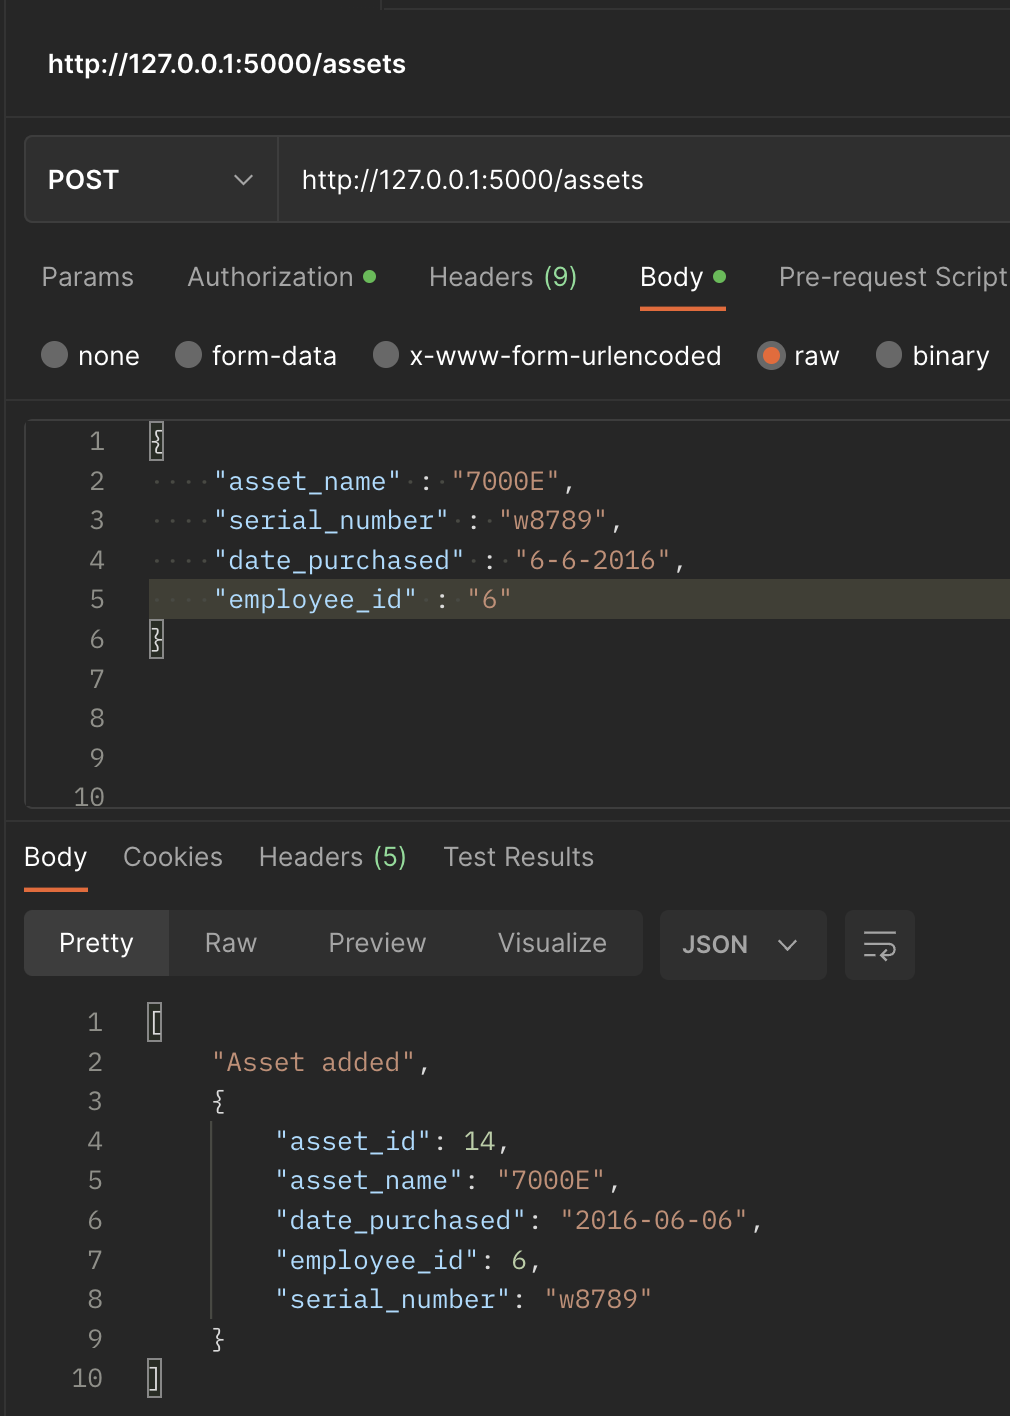 http://127.0.0.1:5000/assets
POST http://127.0.0.1:5000/assets
Params Authorization Headers (9) Body Pre-request Script
none form-data x-www-form-urlencoded raw binary
1 {
2 "asset_name" : "7000E",
3 "serial_number" : "w8789",
4 "date_purchased" : "6-6-2016",
5 "employee_id" : "6"
6 }
7
8
9
10
Body Cookies Headers (5) Test Results
Pretty Raw Preview Visualize JSON
1 [
2 "Asset added",
3 {
4 "asset_id": 14,
5 "asset_name": "7000E",
6 "date_purchased": "2016-06-06",
7 "employee_id": 6,
8 "serial_number": "w8789"
9 }
10 ]